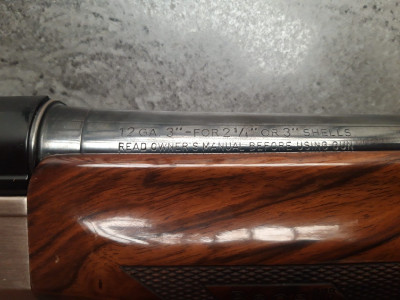 12 GA. 3"-FOR 2 3/4" OR 3" SHELLS
READ OWNER'S MANUAL BEFORE USING GUN